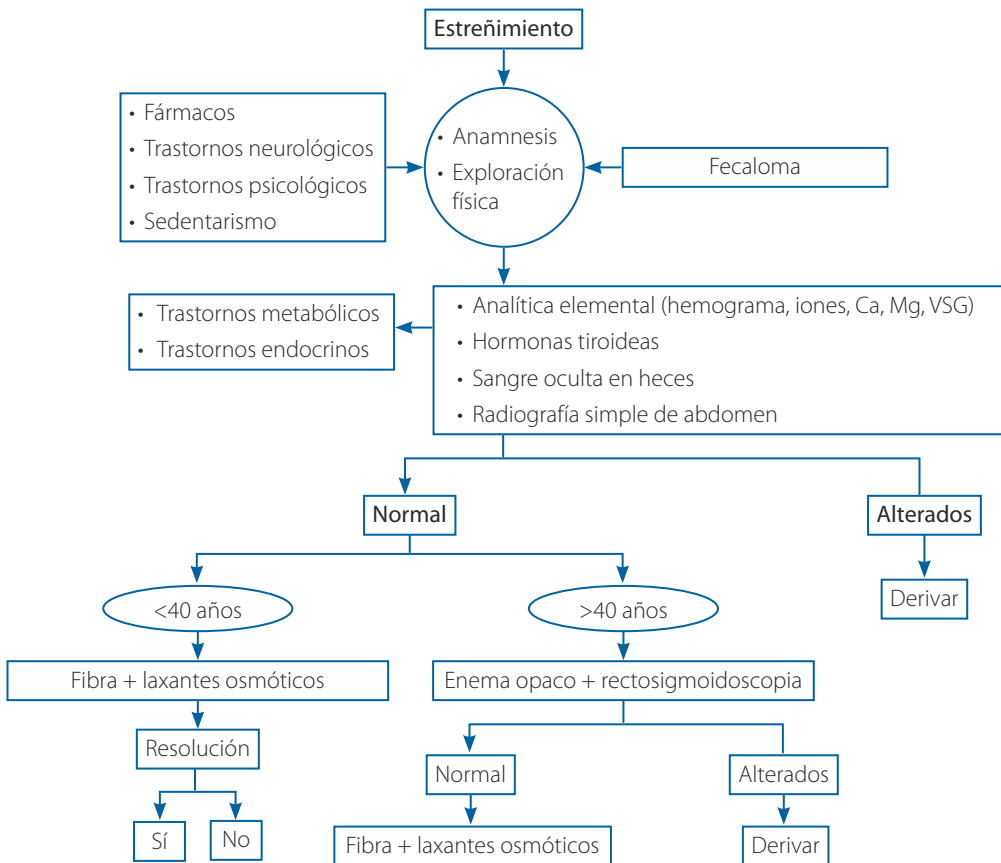 Estreñimiento
• Fármacos
• Trastornos neurológicos
• Trastornos psicológicos
• Sedentarismo
• Anamnesis
• Exploración
física
Fecaloma
• Trastornos metabólicos
• Trastornos endocrinos
• Analítica elemental (hemograma, iones, Ca, Mg, VSG)
• Hormonas tiroideas
• Sangre oculta en heces
• Radiografía simple de abdomen
Normal
Alterados
<40 años
>40 años
Derivar
Fibra + laxantes osmóticos
Enema opaco + rectosigmoidoscopia
Resolución
Normal
Alterados
Sí
No
Fibra + laxantes osmóticos
Derivar